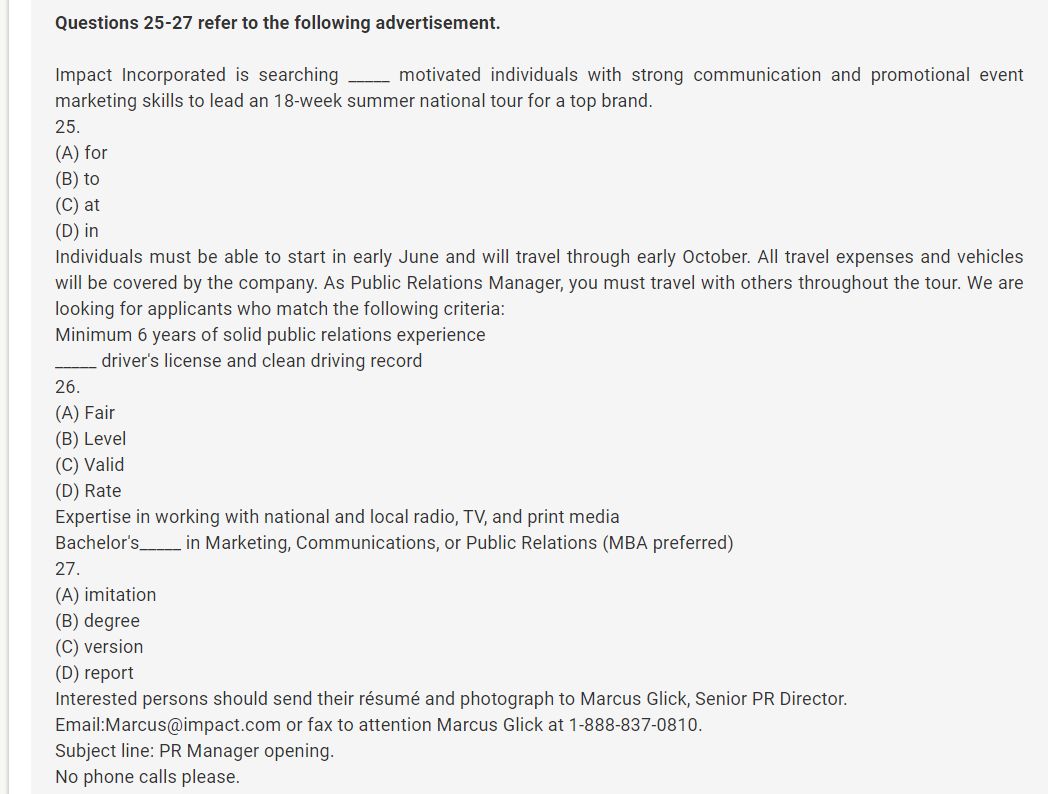 Questions 25-27 refer to the following advertisement.
Impact Incorporated is searching _____ motivated individuals with strong communication and promotional event
marketing skills to lead an 18-week summer national tour for a top brand.
25.
(A) for
(B) to
(C) at
(D) in
Individuals must be able to start in early June and will travel through early October. All travel expenses and vehicles
will be covered by the company. As Public Relations Manager, you must travel with others throughout the tour. We are
looking for applicants who match the following criteria:
Minimum 6 years of solid public relations experience
_____ driver's license and clean driving record
26.
(A) Fair
(B) Level
(C) Valid
(D) Rate
Expertise in working with national and local radio, TV, and print media
Bachelor's_____ in Marketing, Communications, or Public Relations (MBA preferred)
27.
(A) imitation
(B) degree
(C) version
(D) report
Interested persons should send their résumé and photograph to Marcus Glick, Senior PR Director.
Email:Marcus@impact.com or fax to attention Marcus Glick at 1-888-837-0810.
Subject line: PR Manager opening.
No phone calls please.